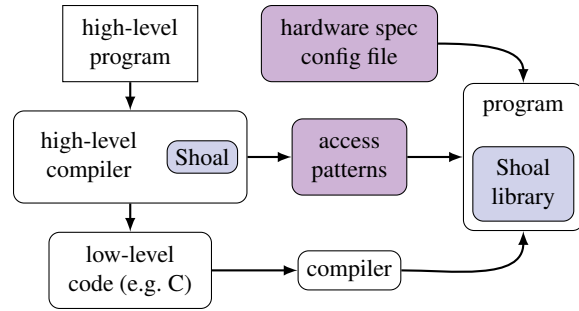 high-level
program
hardware spec
config file
high-level
compiler
Shoal
access
patterns
program
Shoal
library
low-level
code (e.g. C)
compiler